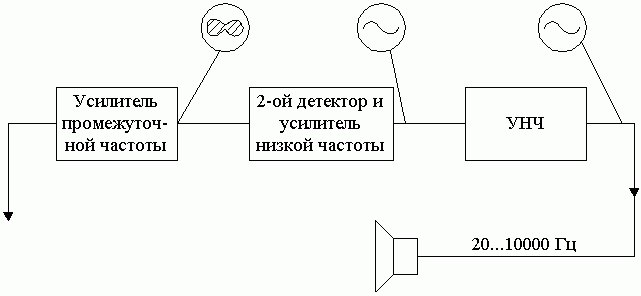 Усилитель
промежуточ-
ной частоты
2-ой детектор и
усилитель
низкой частоты
УНЧ
20...10000 Гц